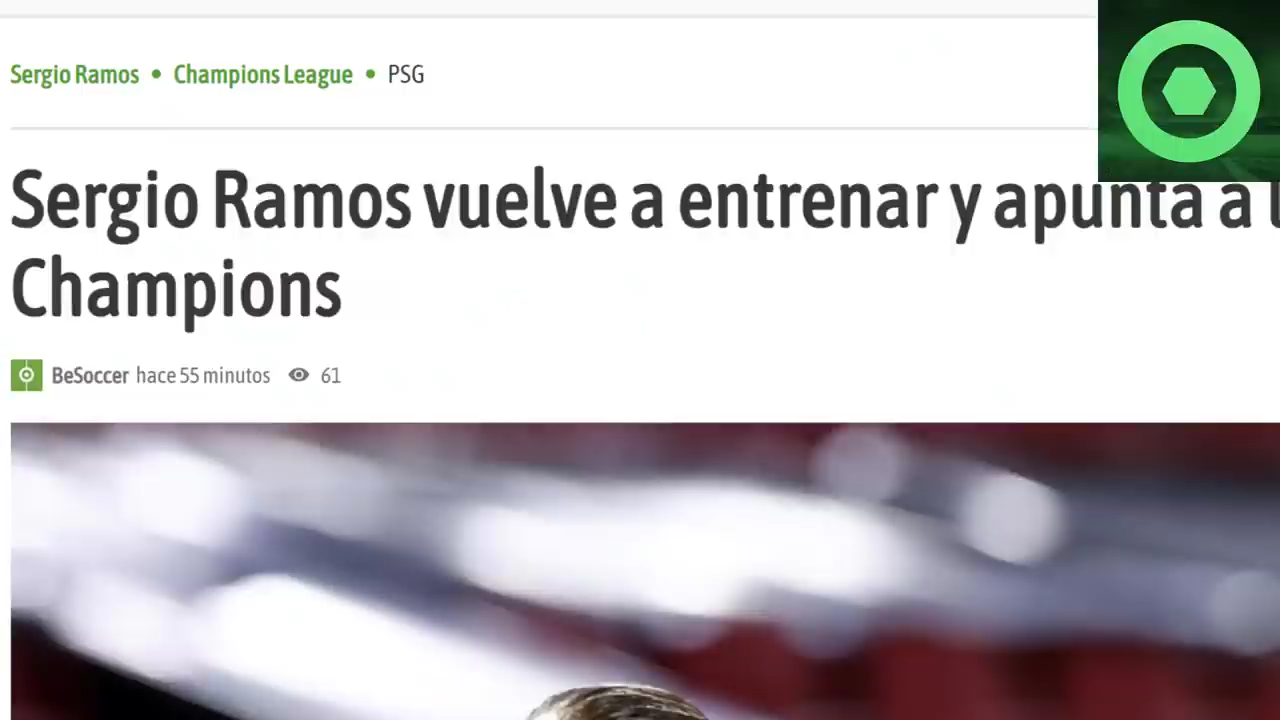 Sergio Ramos • Champions League • PSG
Sergio Ramos vuelve a entrenar y apunta a
Champions
BeSoccer hace 55 minutos 61